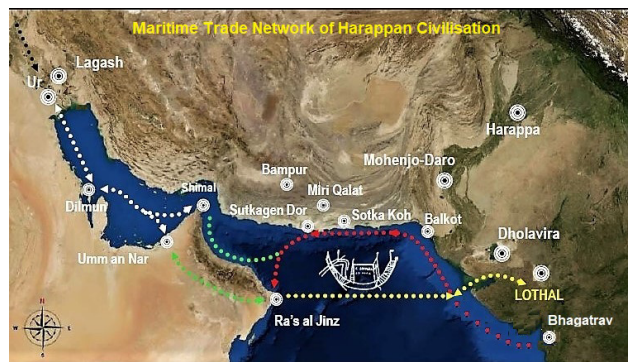 Maritime Trade Network of Harappan Civilisation
Lagash
Ur
Harappa
Mohenjo-Daro
Bampur
Shimal
Miri Qalat
Dilmun
Sutkagen Dor
Sotka Koh
Balkot
Dholavira
Umm an Nar
LOTHAL
Ra's al Jinz
Bhagatrav
N
W
E
S